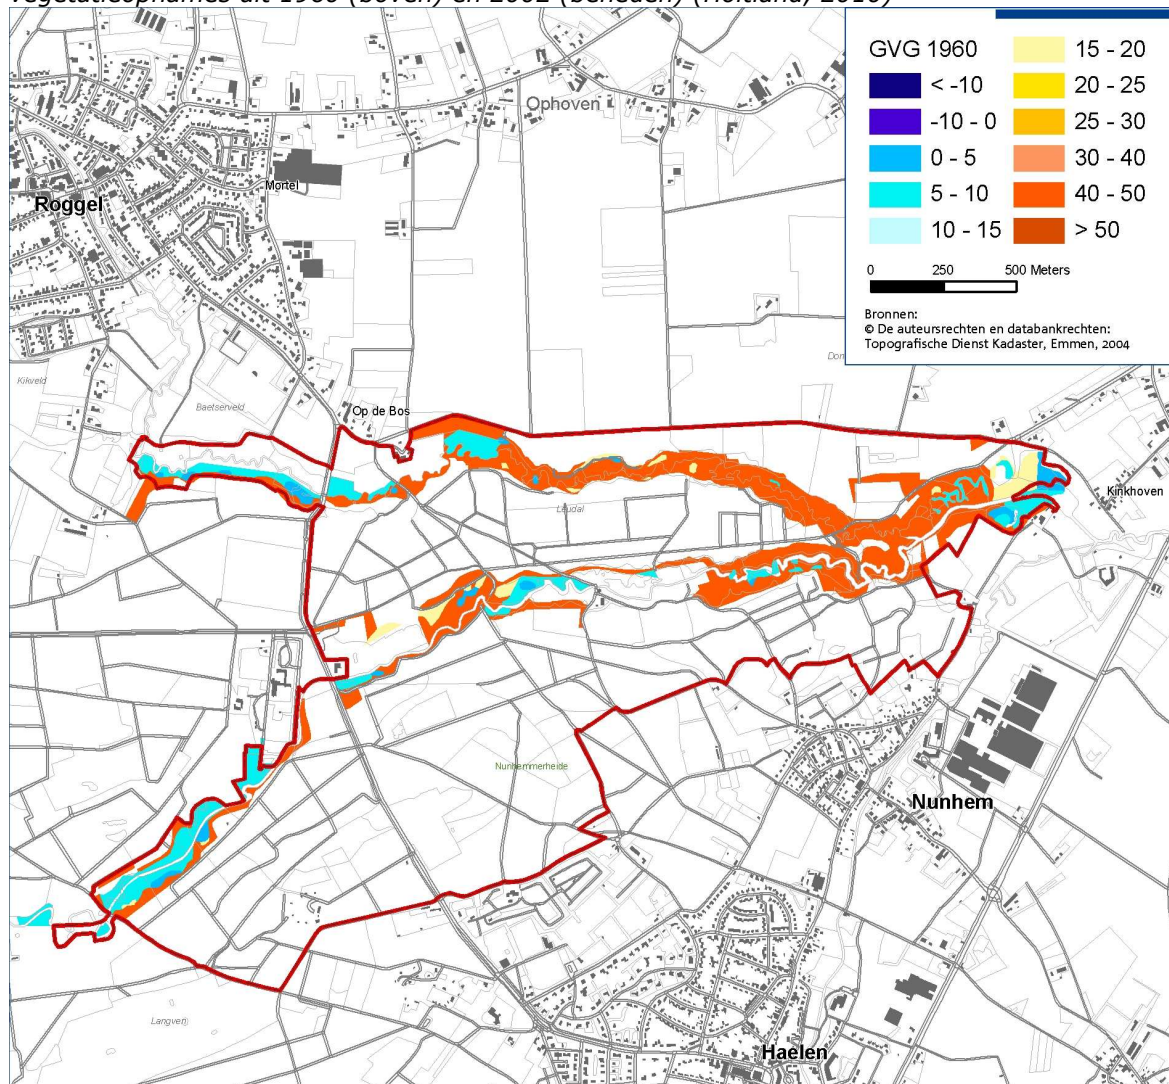 vegetatieopnames uit 1960 (boven) en 2002 (beneden) (Holtland, 2010)
GVG 1960
< -10
-10 - 0
0 - 5
5 - 10
10 - 15
15 - 20
20 - 25
25 - 30
30 - 40
40 - 50
> 50
0 250 500 Meters
Bronnen:
© De auteursrechten en databankrechten:
Topografische Dienst Kadaster, Emmen, 2004
Ophoven
Mortel
Roggel
Kikveld
Baetserveld
Op de Bos
Leudal
Kinkhoven
Nunhemmerheide
Nunhem
Haelen